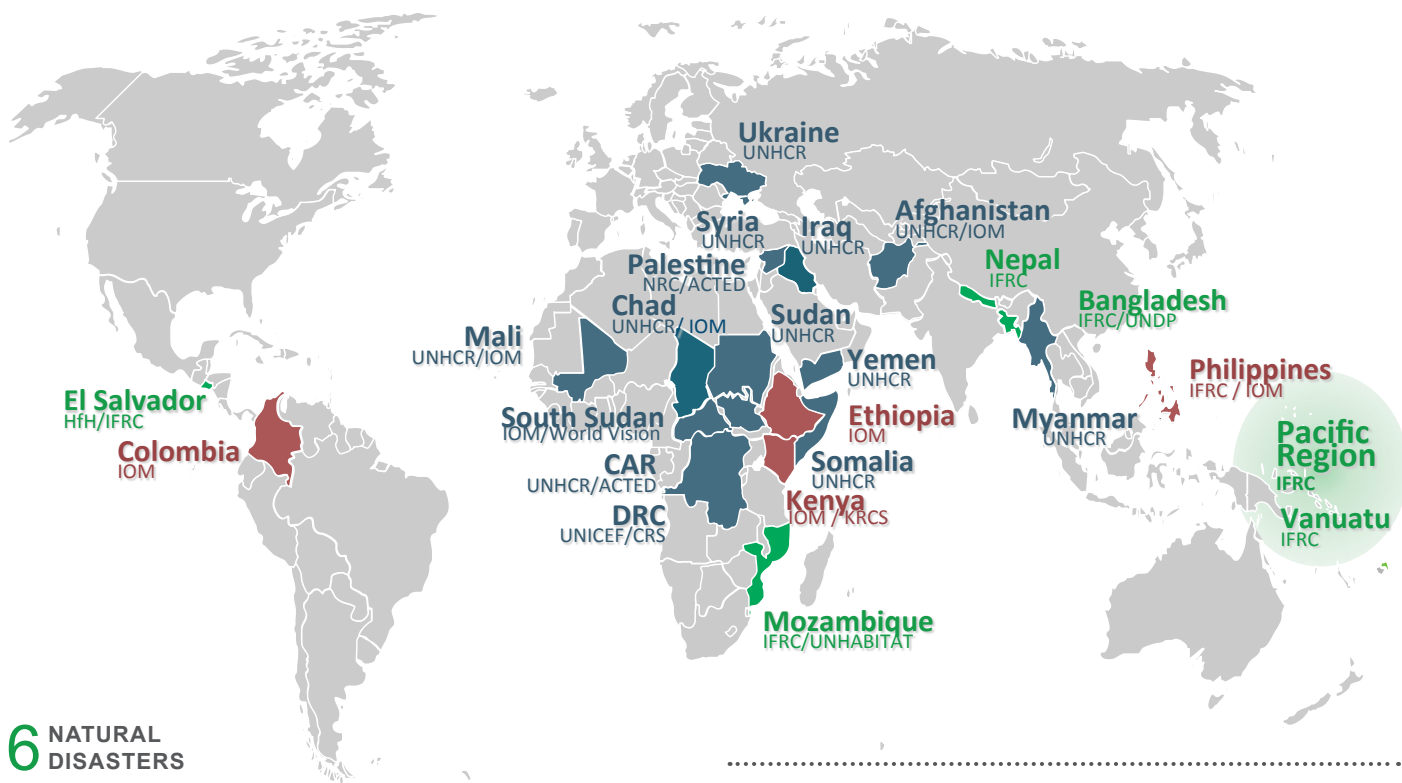 Ukraine
UNHCR
Syria
UNHCR
Iraq
UNHCR
Afghanistan
UNHCR/IOM
Palestine
NRC/ACTED
Nepal
IFRC
Chad
UNHCR/ IOM
Sudan
UNHCR
Bangladesh
IFRC/UNDP
Mali
UNHCR/IOM
Yemen
UNHCR
Philippines
IFRC / IOM
El Salvador
HfH/IFRC
Colombia
IOM
South Sudan
IOM/World Vision
Ethiopia
IOM
Myanmar
UNHCR
Pacific
Region
IFRC
CAR
UNHCR/ACTED
Somalia
UNHCR
Kenya
IOM / KRCS
DRC
UNICEF/CRS
Vanuatu
IFRC
Mozambique
IFRC/UNHABITAT
6 NATURAL
DISASTERS